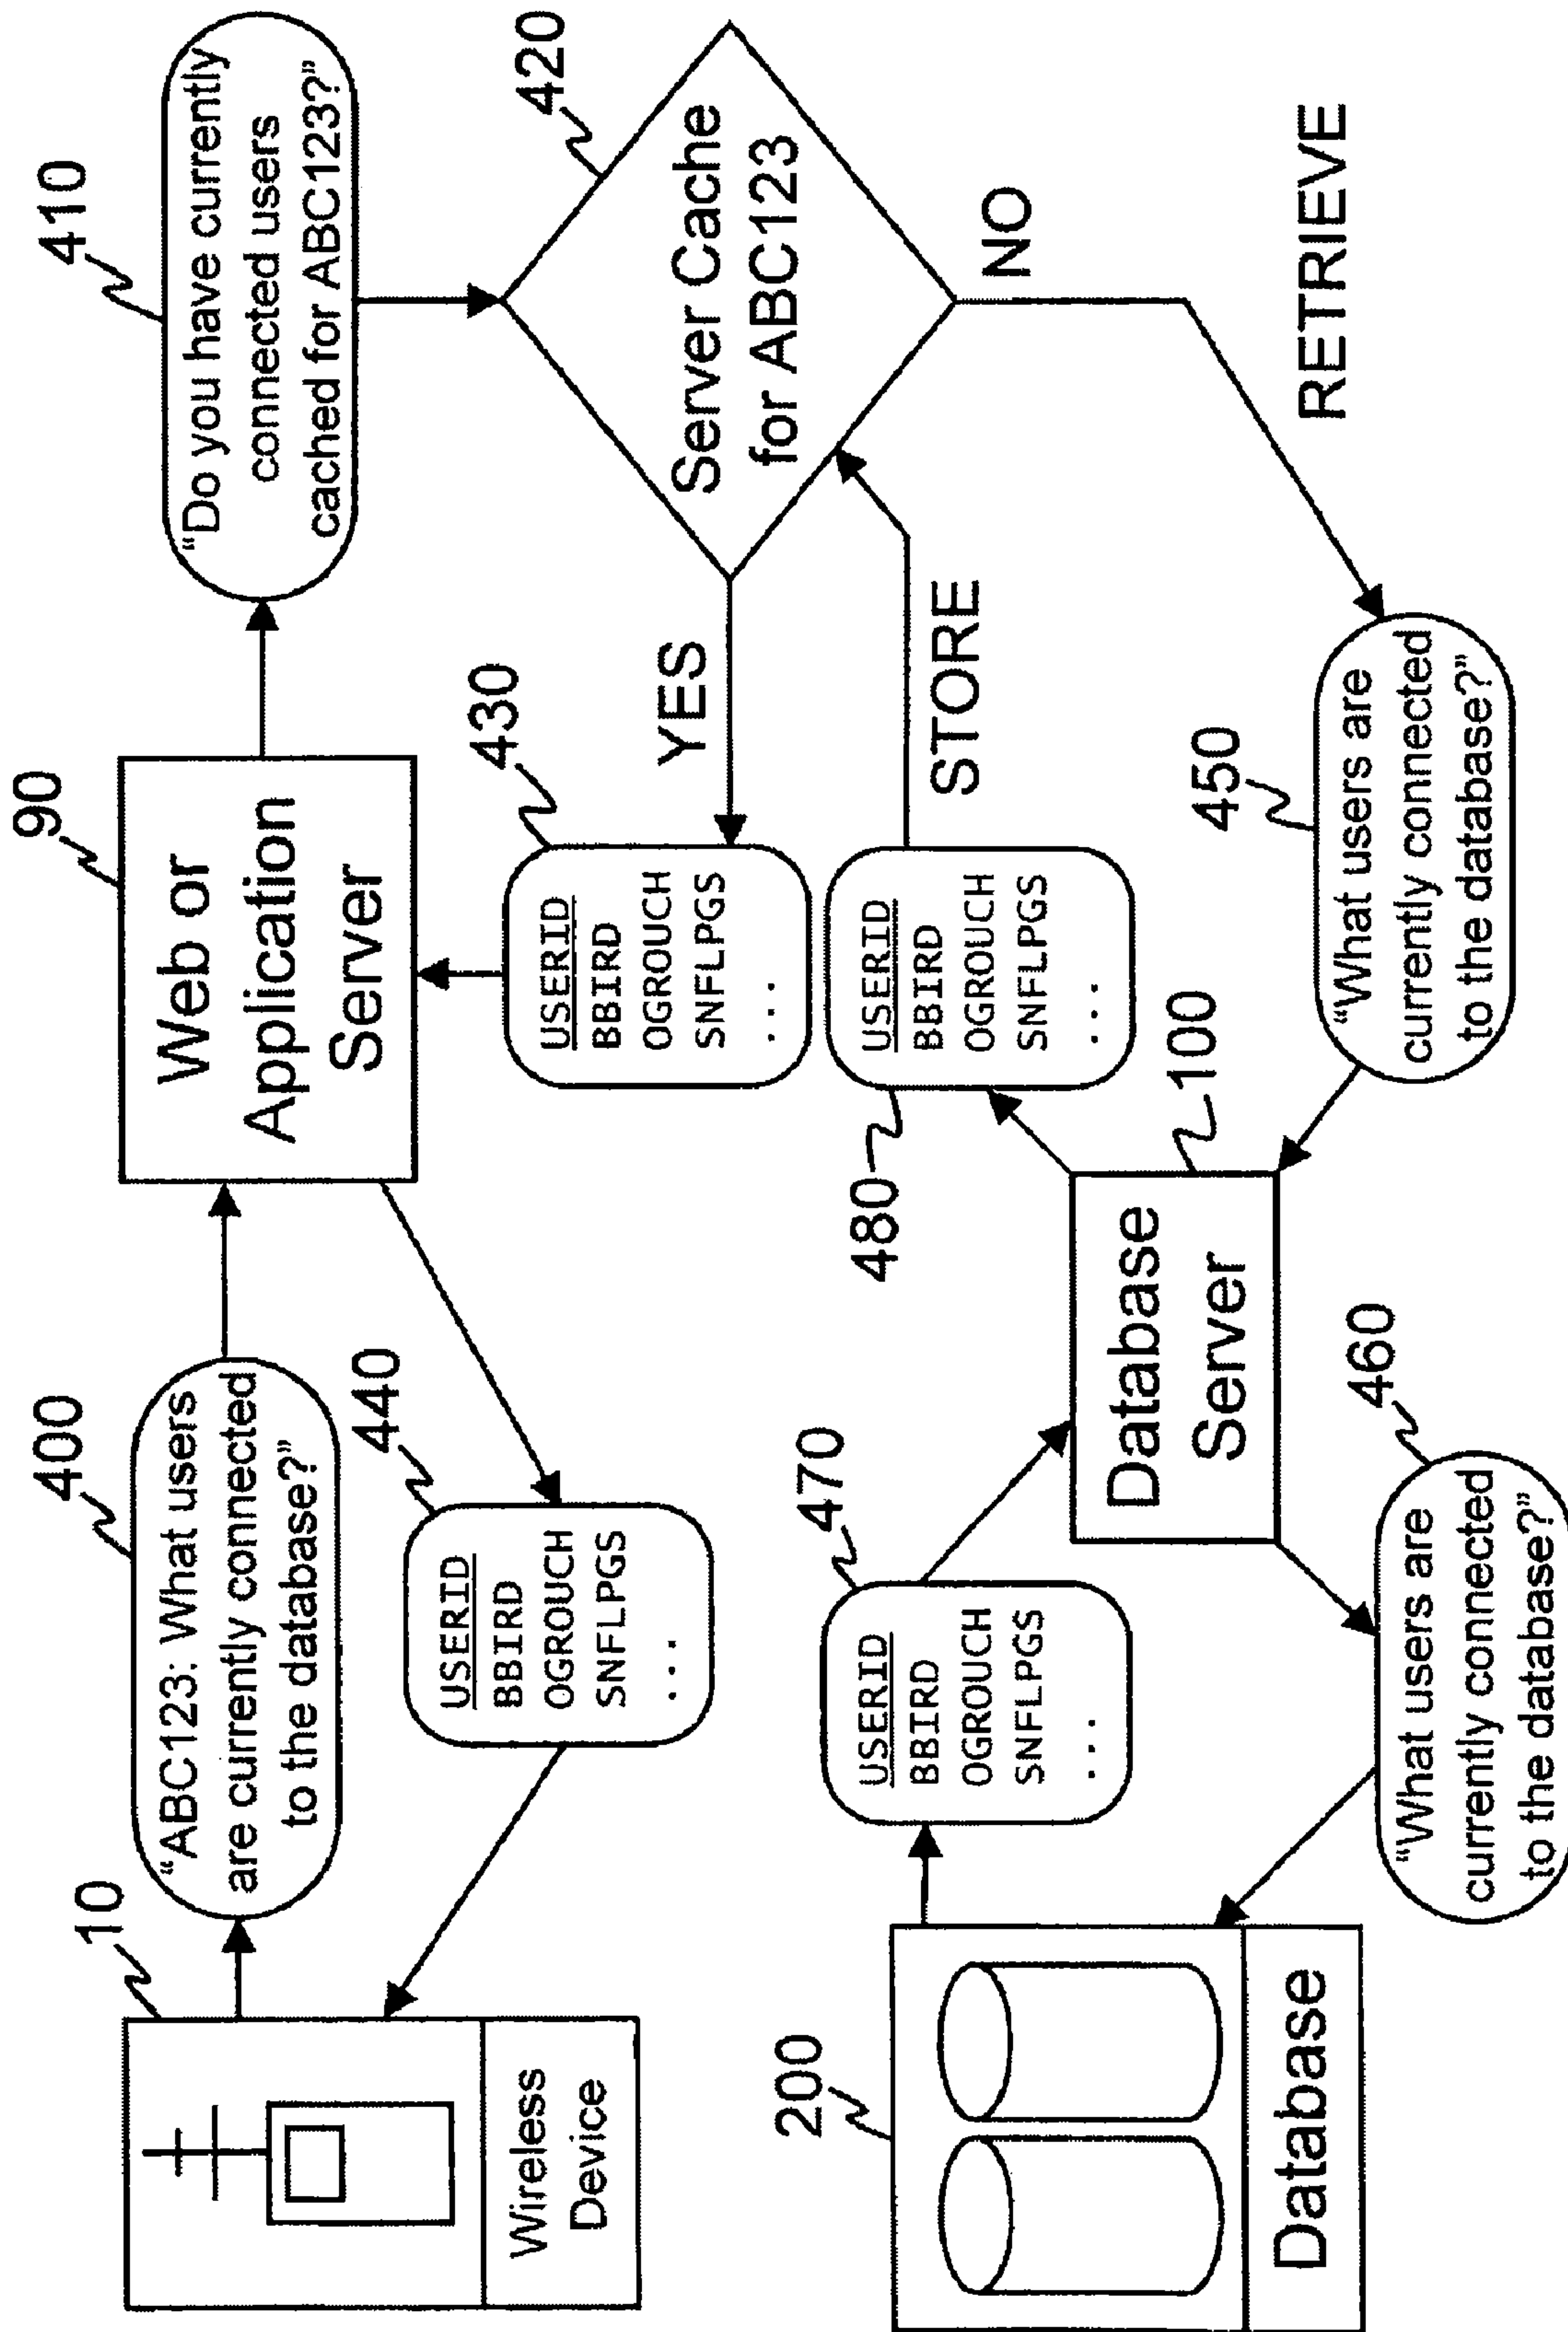 10
Wireless
Device
400
“ABC123: What users
are currently connected
to the database?”
440
USERID
BBIRD
OGROUCH
SNFLPGS
...
90
Web or
Application
Server
410
“Do you have currently
connected users
cached for ABC123?”
420
Server Cache
for ABC123
YES
430
USERID
BBIRD
OGROUCH
SNFLPGS
...
NO
RETRIEVE
STORE
480
USERID
BBIRD
OGROUCH
SNFLPGS
...
450
“What users are
currently connected
to the database?”
100
Database
Server
460
“What users are
currently connected
to the database?”
470
USERID
BBIRD
OGROUCH
SNFLPGS
...
200
Database